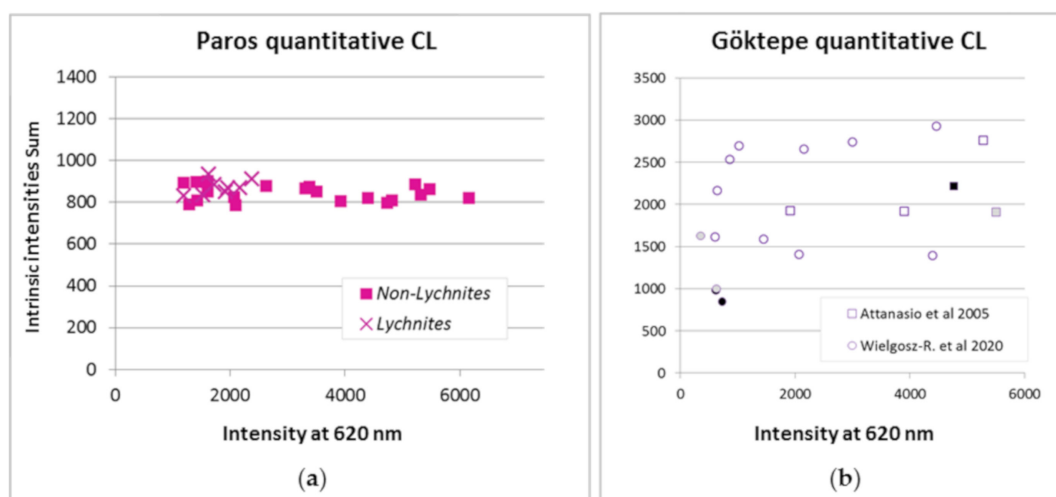 Paros quantitative CL
1400
1200
1000
800
600
400
200
0
0 2000 4000 6000
Intrinsic intensities Sum
Non-Lychnites
Lychnites
Intensity at 620 nm
(a)
Göktepe quantitative CL
3500
3000
2500
2000
1500
1000
500
0
0 2000 4000 6000
Attanasio et al 2005
Wielgosz-R. et al 2020
Intensity at 620 nm
(b)